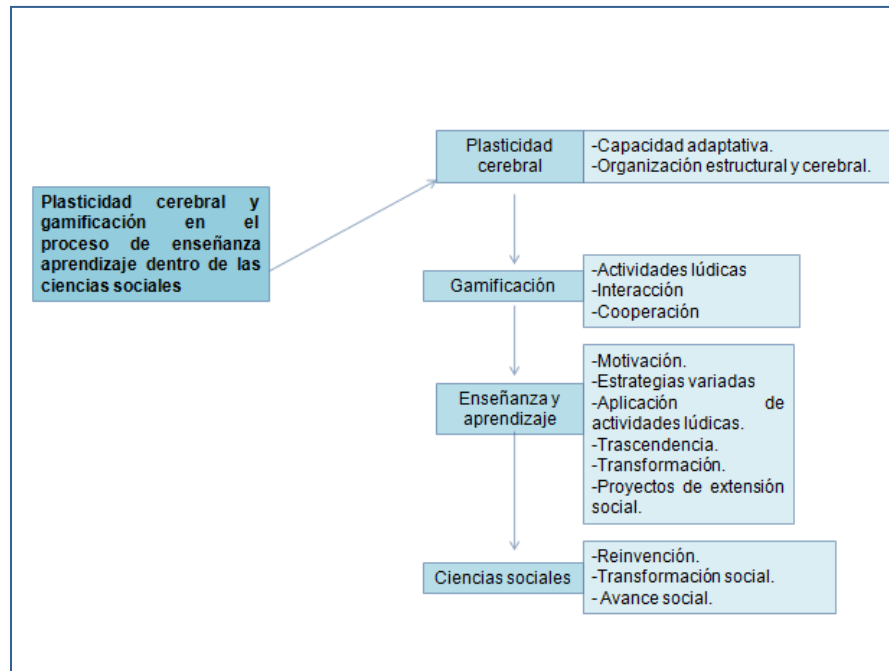 Plasticidad cerebral y
gamificación en el
proceso de enseñanza
aprendizaje dentro de las
ciencias sociales
Plasticidad
cerebral
-Capacidad adaptativa.
-Organización estructural y cerebral.
Gamificación
-Actividades lúdicas
-Interacción
-Cooperación
Enseñanza y
aprendizaje
-Motivación.
-Estrategias variadas
-Aplicación de
actividades lúdicas.
-Trascendencia.
-Transformación.
-Proyectos de extensión
social.
Ciencias sociales
-Reinvención.
-Transformación social.
- Avance social.